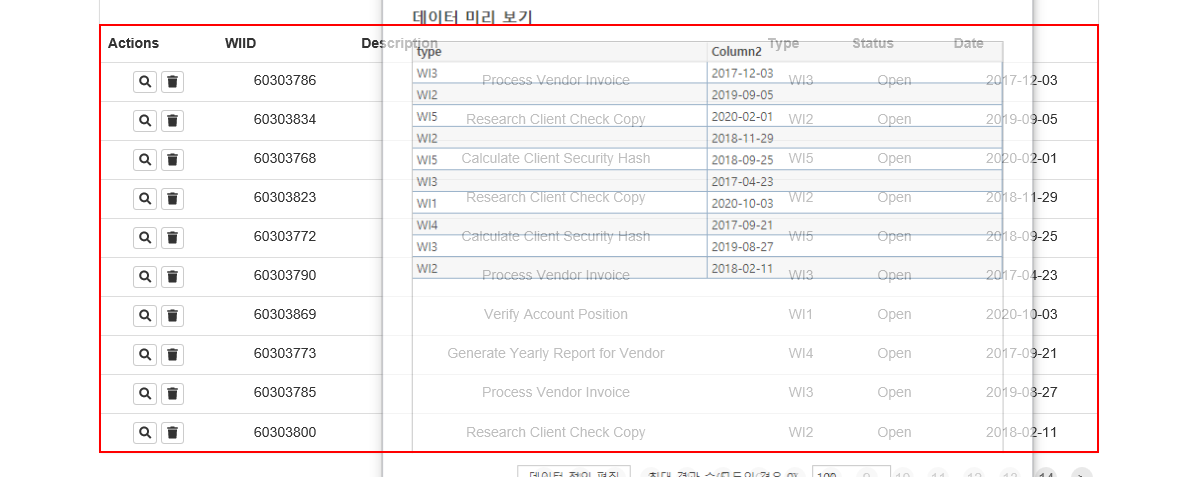 데이터 미리 보기
Actions WIID Description Type Status Date
type Column2
60303786 Process Vendor Invoice WI3 Open 2017-12-03
WI3 2017-12-03
WI2 2019-09-05
60303834 Research Client Check Copy WI2 Open 2019-09-05
WI5 2020-02-01
WI2 2018-11-29
60303768 Calculate Client Security Hash WI5 Open 2020-02-01
WI5 2018-09-25
WI3 2017-04-23
60303823 Research Client Check Copy WI2 Open 2018-11-29
WI1 2020-10-03
WI4 2017-09-21
60303772 Calculate Client Security Hash WI5 Open 2018-09-25
WI3 2019-08-27
WI2 2018-02-11
60303790 Process Vendor Invoice WI3 Open 2017-04-23
60303869 Verify Account Position WI1 Open 2020-10-03
60303773 Generate Yearly Report for Vendor WI4 Open 2017-09-21
60303785 Process Vendor Invoice WI3 Open 2019-08-27
60303800 Research Client Check Copy WI2 Open 2018-02-11
데이터 정의 편집 100 9 10 11 12 13 14 >